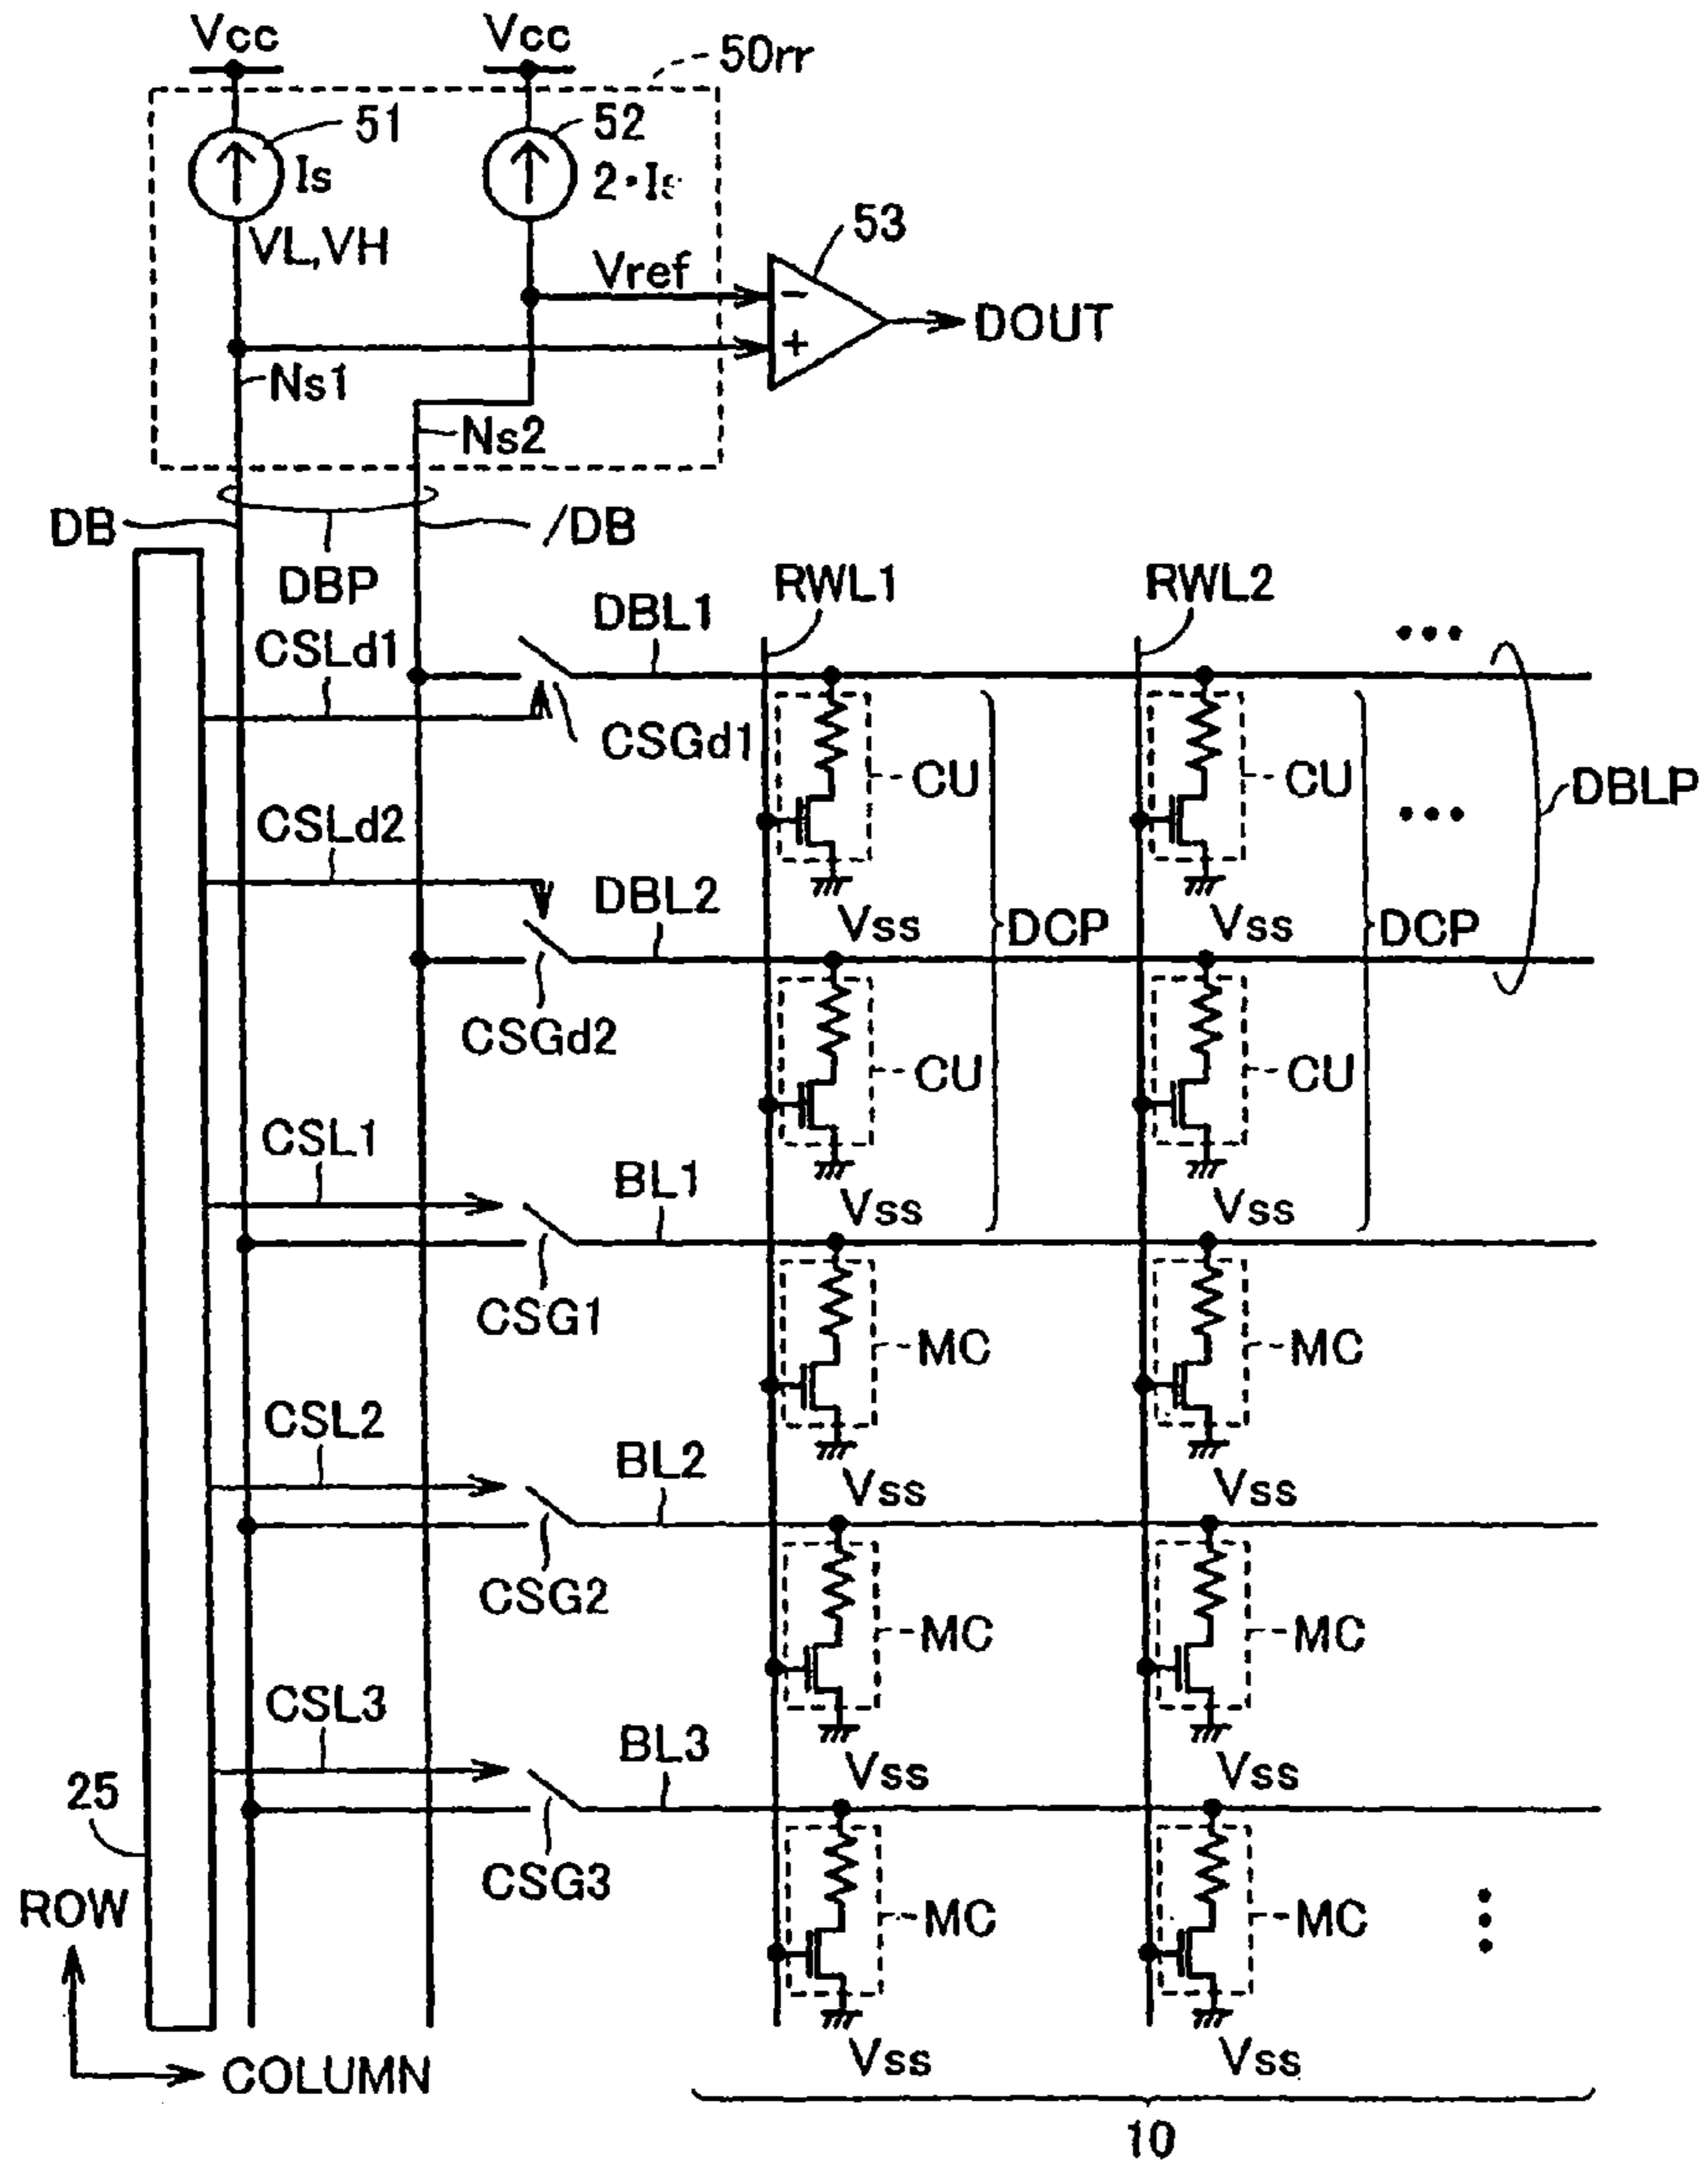 Vcc Vcc 50rr
51 52
Is 2·Is
VL,VH 53
Vref
− DOUT
+
Ns1
Ns2
DB /DB
DBP RWL1 RWL2
DBL1 •••
CSLd1
CSGd1
CU CU DBLP
CSLd2 •••
DBL2
Vss DCP Vss DCP
CSGd2
CU CU
CSL1
BL1 Vss Vss
CSG1
MC MC
CSL2
BL2 Vss Vss
CSG2
MC MC
CSL3
BL3
25 Vss Vss
CSG3
ROW MC MC
COLUMN Vss Vss
10